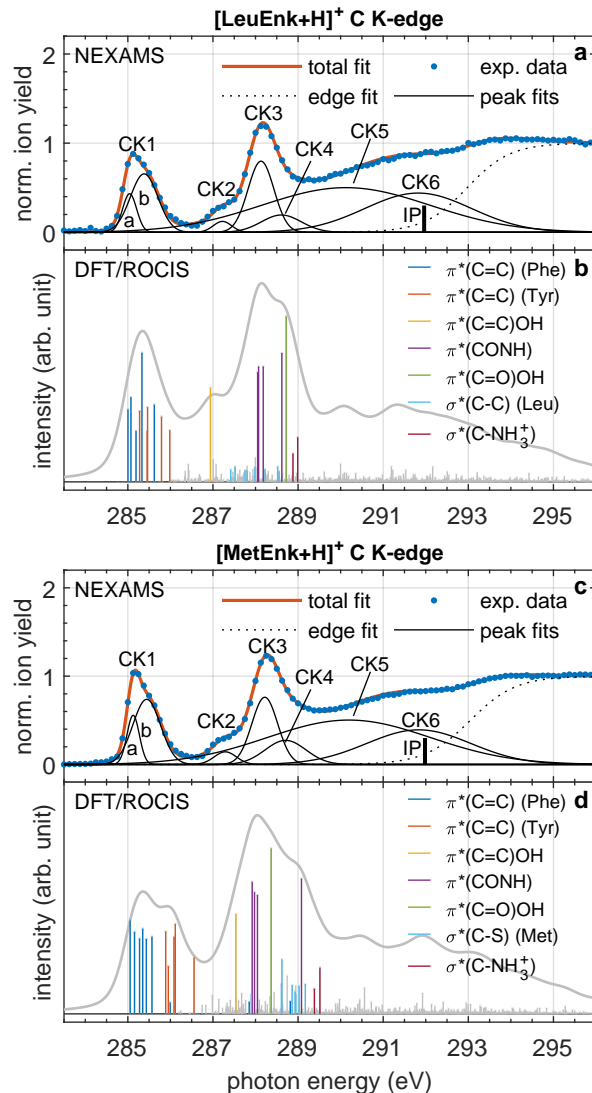 [LeuEnk+H]+ C K-edge
NEXAMS
a
total fit
exp. data
edge fit
peak fits
CK1
CK2
CK3
CK4
CK5
CK6
IP
a
b
norm. ion yield
2
1
0
DFT/ROCIS
b
π*(C=C) (Phe)
π*(C=C) (Tyr)
π*(C=C)OH
π*(CONH)
π*(C=O)OH
σ*(C-C) (Leu)
σ*(C-NH3+)
intensity (arb. unit)
285 287 289 291 293 295
[MetEnk+H]+ C K-edge
NEXAMS
c
total fit
exp. data
edge fit
peak fits
CK1
CK2
CK3
CK4
CK5
CK6
IP
a
b
norm. ion yield
2
1
0
DFT/ROCIS
d
π*(C=C) (Phe)
π*(C=C) (Tyr)
π*(C=C)OH
π*(CONH)
π*(C=O)OH
σ*(C-S) (Met)
σ*(C-NH3+)
intensity (arb. unit)
285 287 289 291 293 295
photon energy (eV)